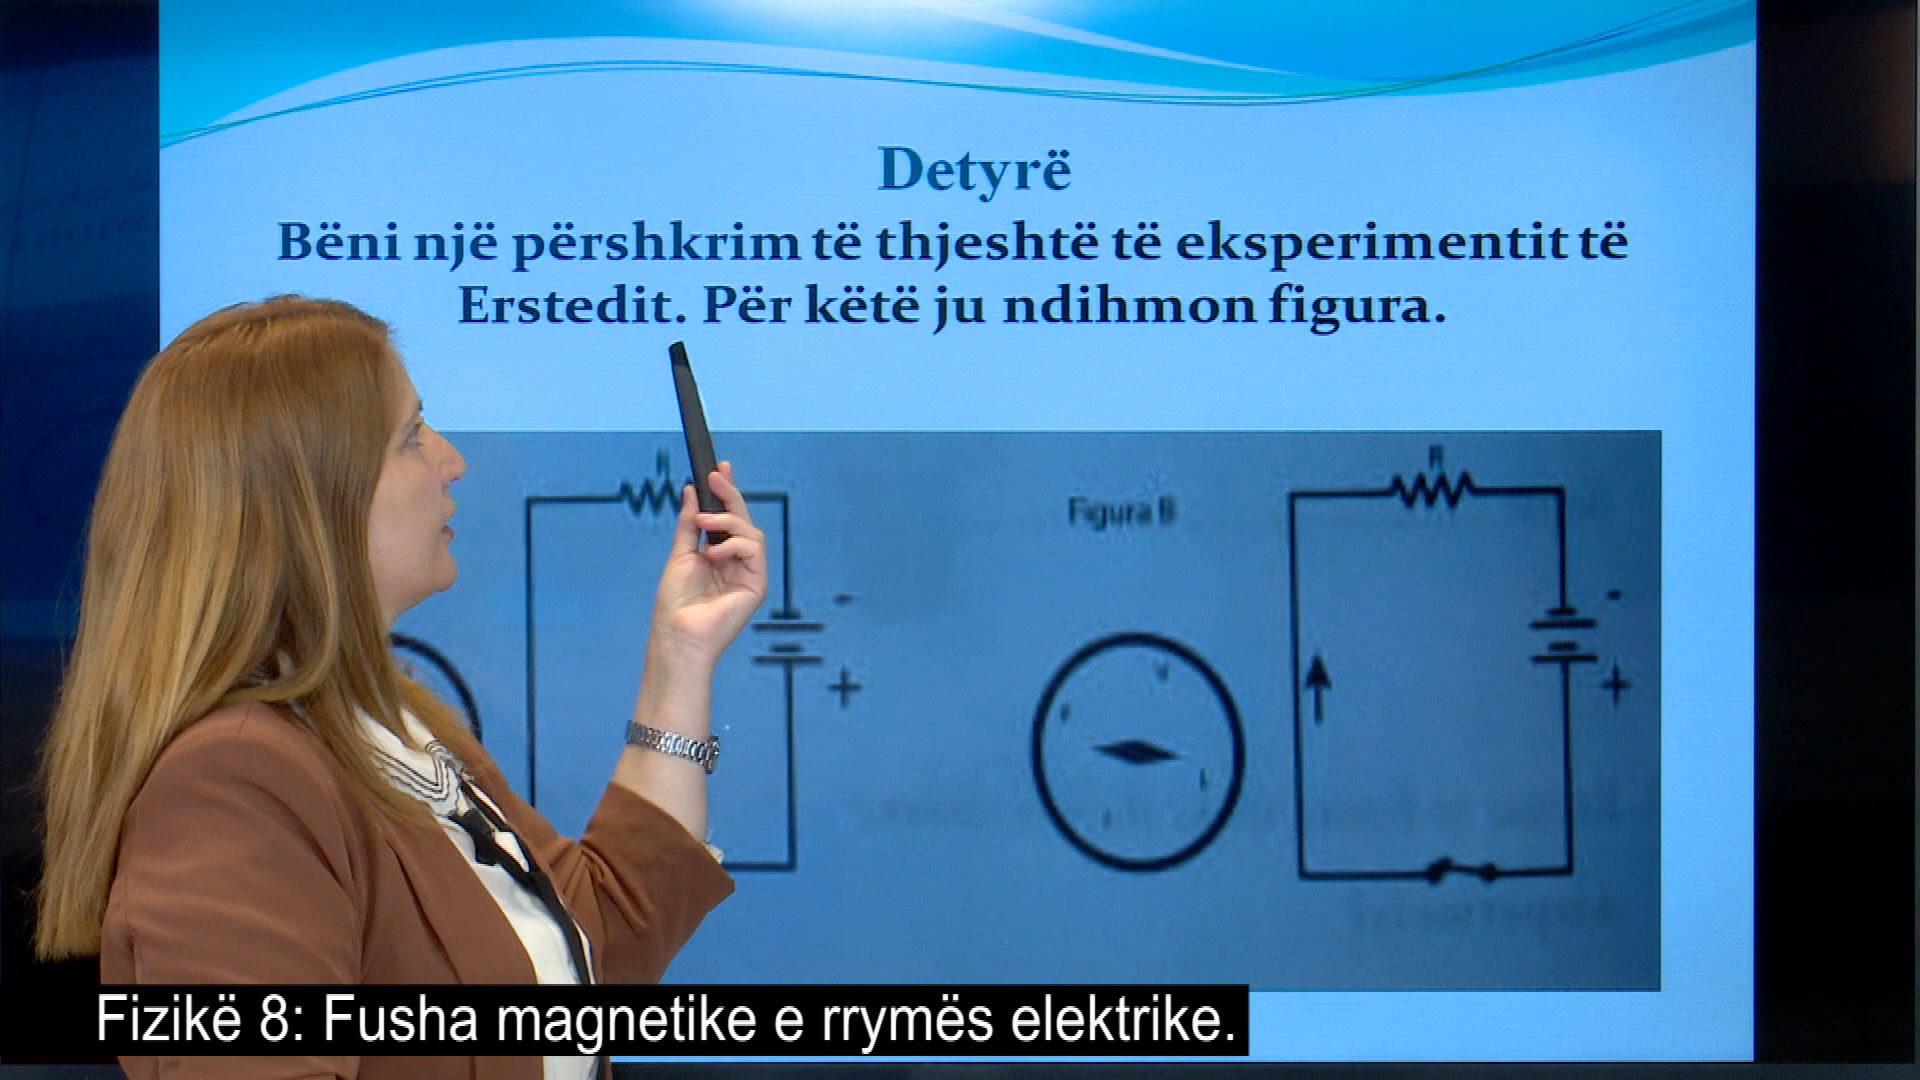 Detyrë
Bëni një përshkrim të thjeshtë të eksperimentit të
Erstedit. Për këtë ju ndihmon figura.
R
-
+
Figura B
R
-
+
Fizikë 8: Fusha magnetike e rrymës elektrike.